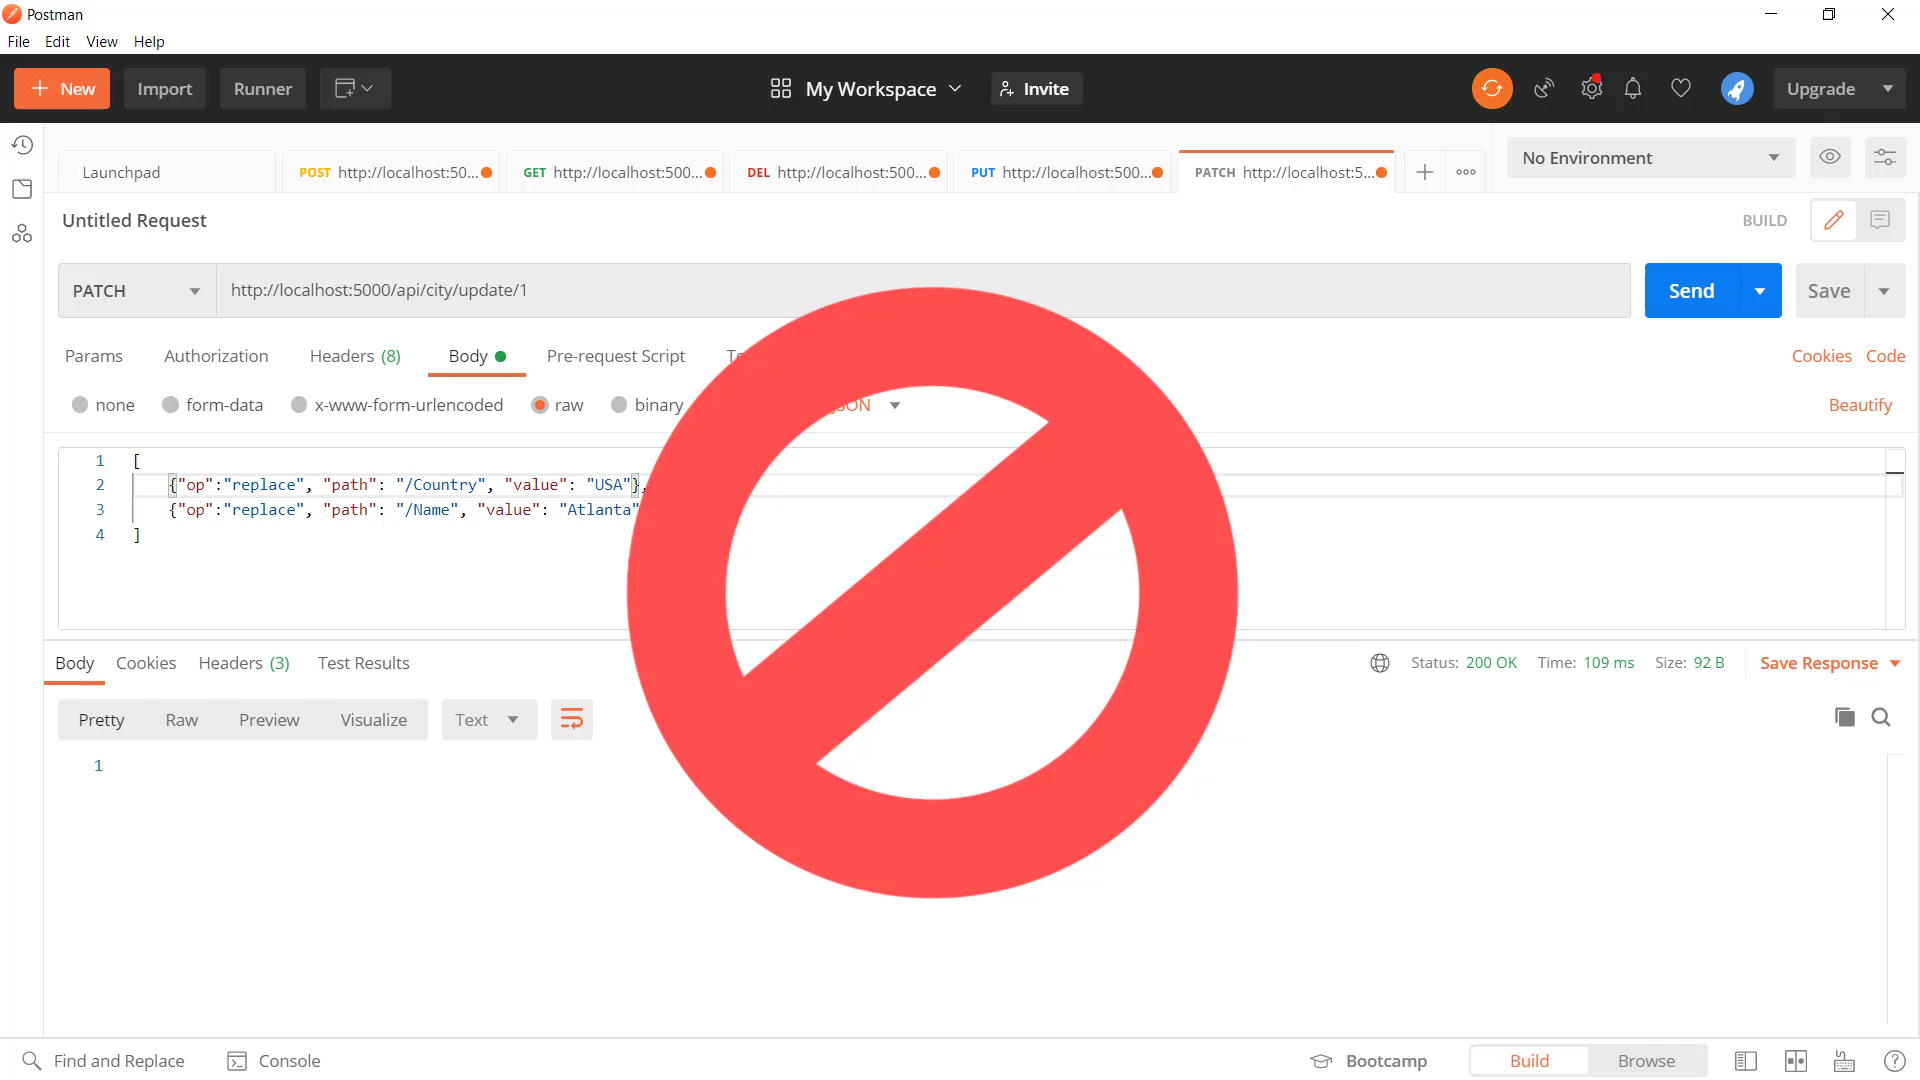 Postman
File Edit View Help
New Import Runner My Workspace Invite Upgrade
Launchpad POST http://localhost:50... GET http://localhost:500... DEL http://localhost:500... PUT http://localhost:500... PATCH http://localhost:5... No Environment
Untitled Request BUILD
PATCH http://localhost:5000/api/city/update/1 Send Save
Params Authorization Headers (8) Body Pre-request Script Cookies Code
none form-data x-www-form-urlencoded raw binary JSON Beautify
1 [
2 {"op":"replace", "path": "/Country", "value": "USA"},
3 {"op":"replace", "path": "/Name", "value": "Atlanta"
4 ]
Body Cookies Headers (3) Test Results Status: 200 OK Time: 109 ms Size: 92 B Save Response
Pretty Raw Preview Visualize Text
1
Find and Replace Console Bootcamp Build Browse